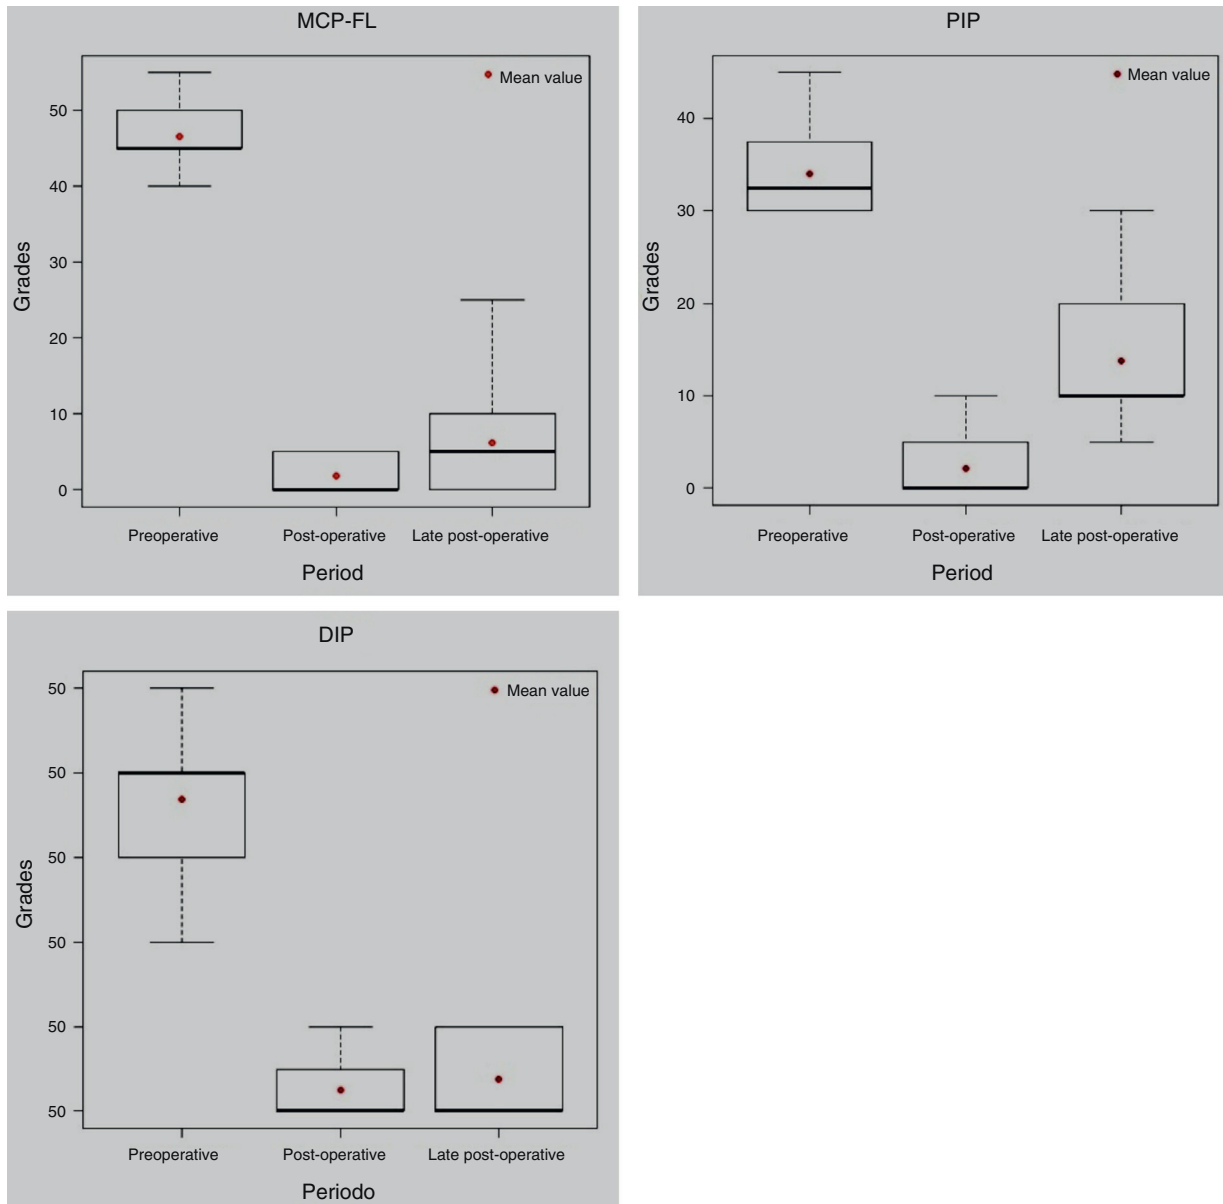 MCP-FL
Mean value
50
40
30
20
10
0
Grades
Preoperative
Post-operative
Late post-operative
Period
PIP
Mean value
40
30
20
10
0
Grades
Preoperative
Post-operative
Late post-operative
Period
DIP
Mean value
50
50
50
50
50
50
Grades
Preoperative
Post-operative
Late post-operative
Periodo